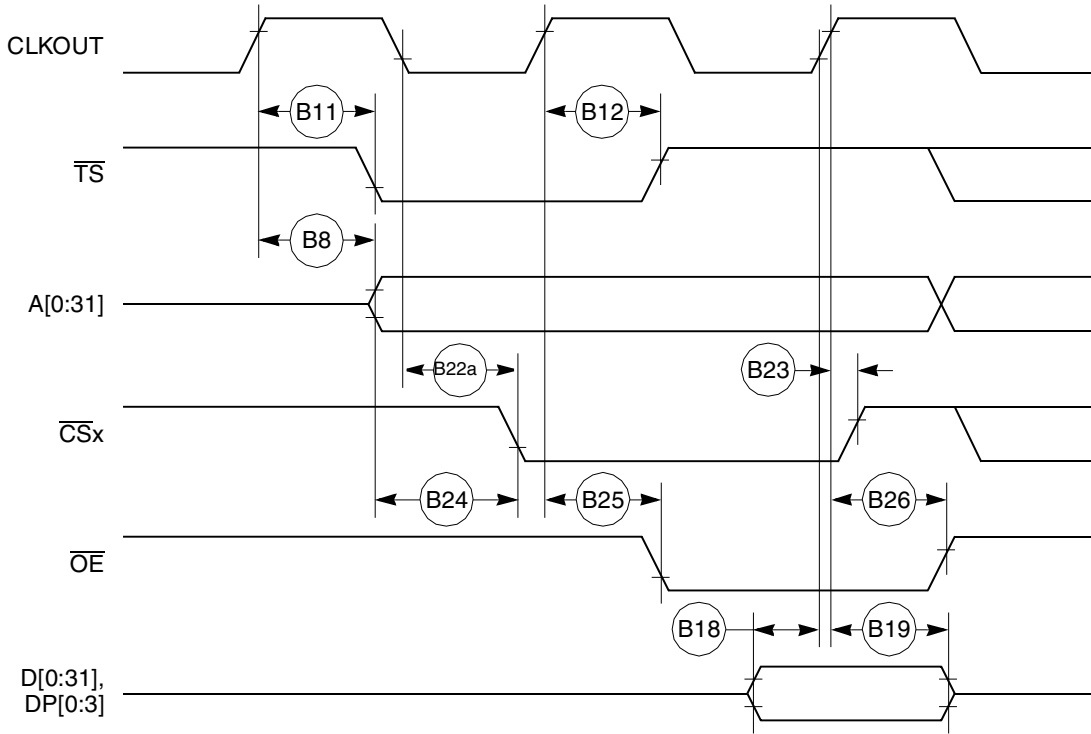 CLKOUT
B11
B12
TS
B8
A[0:31]
B22a
B23
CSx
B24
B25
B26
OE
B18
B19
D[0:31],
DP[0:3]